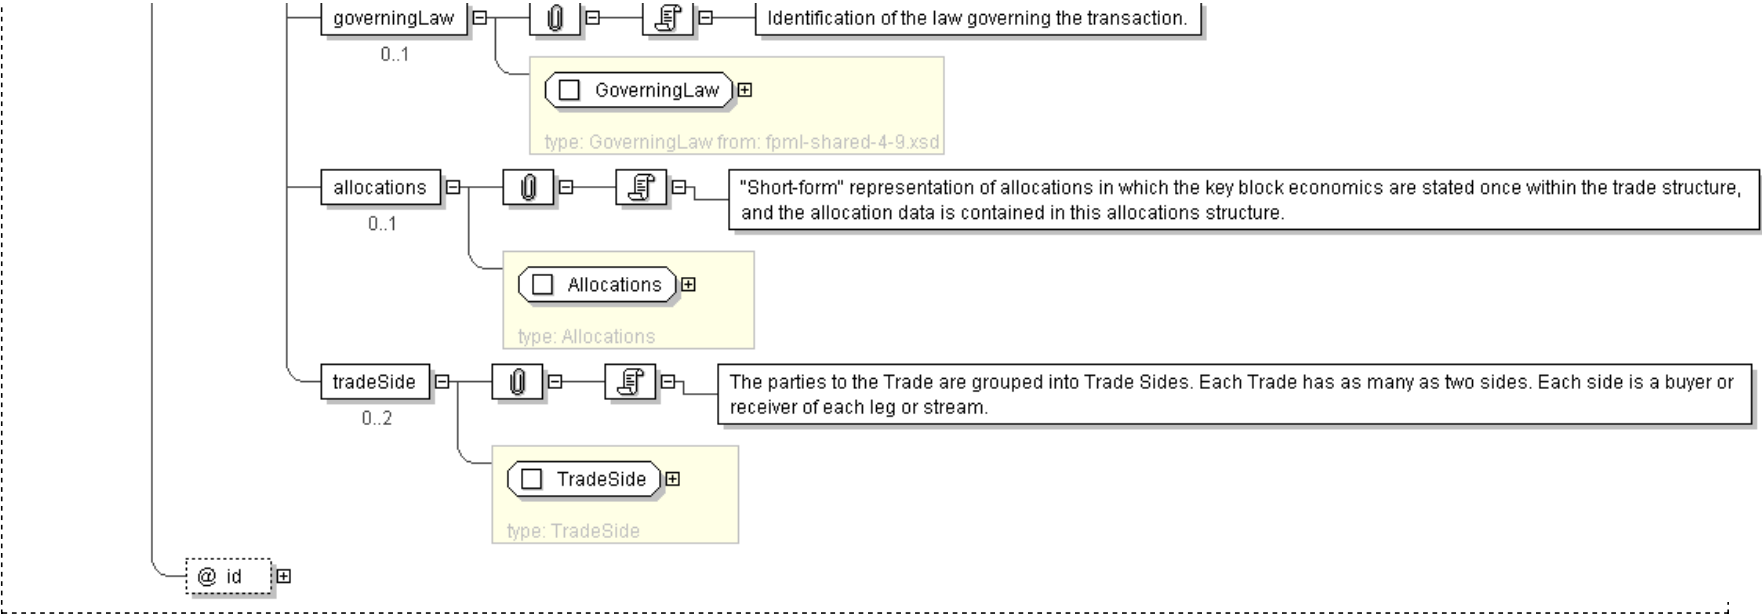 governingLaw
Identification of the law governing the transaction.
0..1
GoverningLaw
type: GoverningLaw from: fpml-shared-4-9.xsd
allocations
"Short-form" representation of allocations in which the key block economics are stated once within the trade structure,
and the allocation data is contained in this allocations structure.
0..1
Allocations
type: Allocations
tradeSide
The parties to the Trade are grouped into Trade Sides. Each Trade has as many as two sides. Each side is a buyer or
receiver of each leg or stream.
0..2
TradeSide
type: TradeSide
@ id